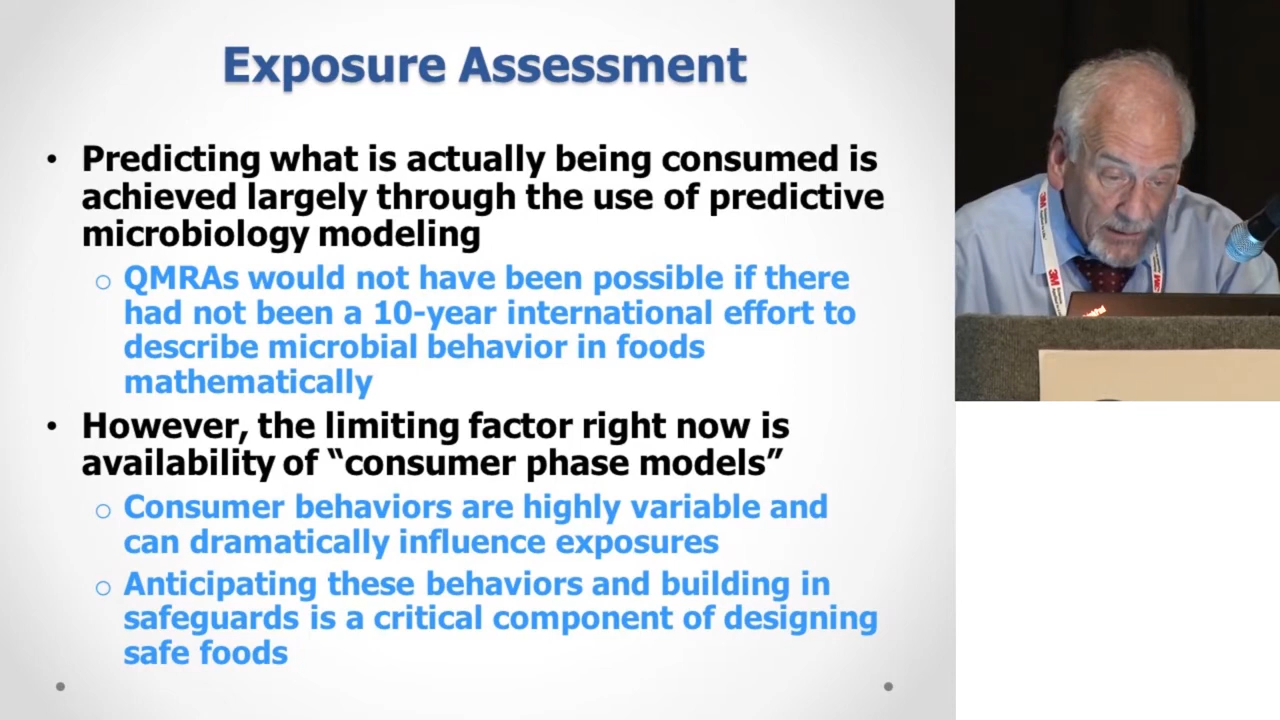 Exposure Assessment
• Predicting what is actually being consumed is
achieved largely through the use of predictive
microbiology modeling
o QMRAs would not have been possible if there
had not been a 10-year international effort to
describe microbial behavior in foods
mathematically
• However, the limiting factor right now is
availability of “consumer phase models”
o Consumer behaviors are highly variable and
can dramatically influence exposures
o Anticipating these behaviors and building in
safeguards is a critical component of designing
safe foods
3M
3M
3M